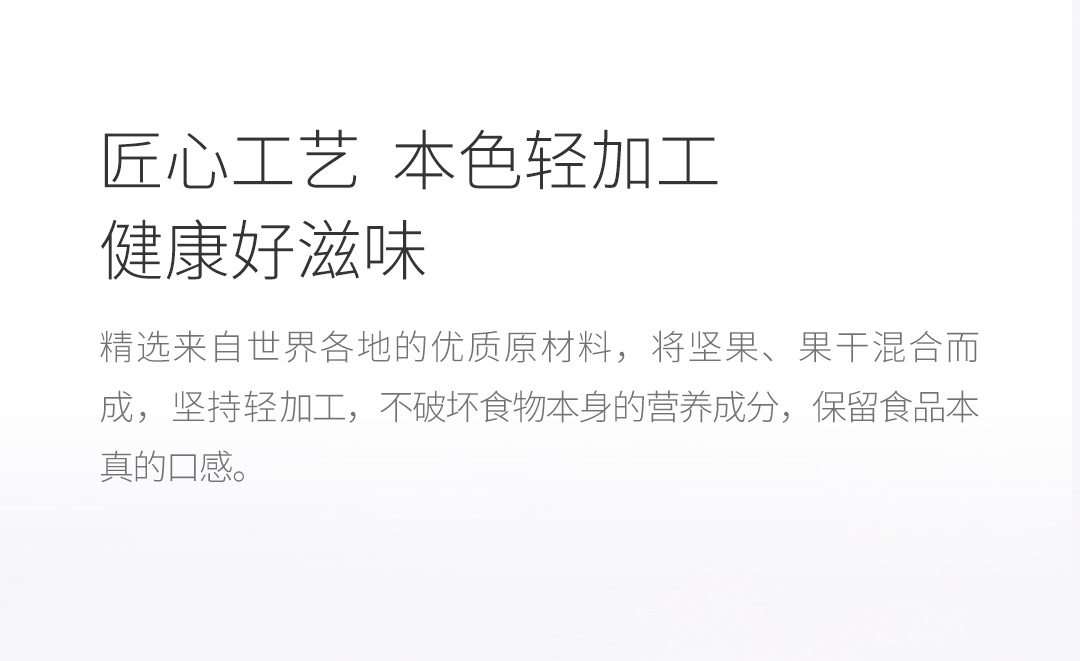 匠心工艺 本色轻加工
健康好滋味
精选来自世界各地的优质原材料，将坚果、果干混合而
成，坚持轻加工，不破坏食物本身的营养成分，保留食品本
真的口感。